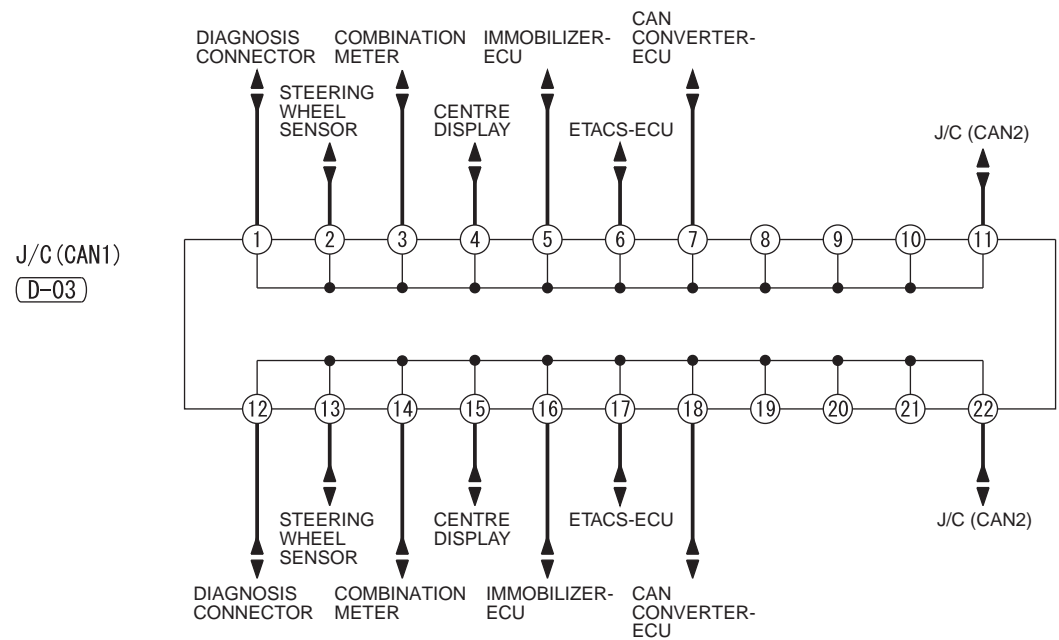 DIAGNOSIS
CONNECTOR
COMBINATION
METER
IMMOBILIZER-
ECU
CAN
CONVERTER-
ECU
STEERING
WHEEL
SENSOR
CENTRE
DISPLAY
ETACS-ECU
J/C (CAN2)
J/C (CAN1)
D-03
1 2 3 4 5 6 7 8 9 10 11
12 13 14 15 16 17 18 19 20 21 22
STEERING
WHEEL
SENSOR
CENTRE
DISPLAY
ETACS-ECU
J/C (CAN2)
DIAGNOSIS
CONNECTOR
COMBINATION
METER
IMMOBILIZER-
ECU
CAN
CONVERTER-
ECU